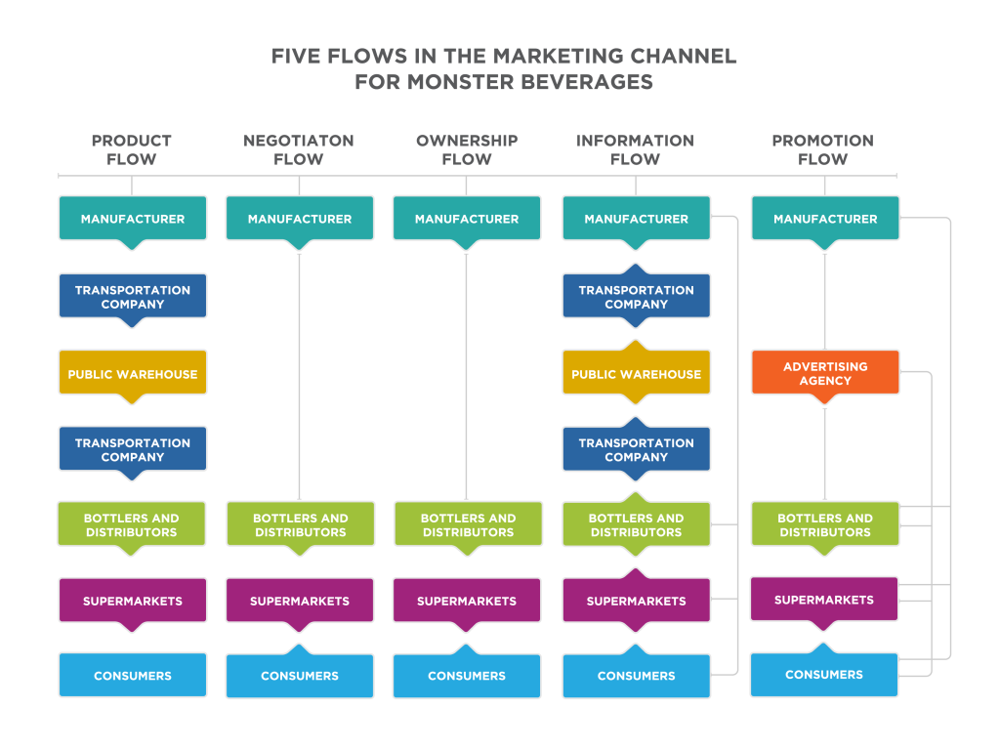 FIVE FLOWS IN THE MARKETING CHANNEL
FOR MONSTER BEVERAGES
PRODUCT
FLOW
NEGOTIATON
FLOW
OWNERSHIP
FLOW
INFORMATION
FLOW
PROMOTION
FLOW
MANUFACTURER
MANUFACTURER
MANUFACTURER
MANUFACTURER
MANUFACTURER
TRANSPORTATION
COMPANY
TRANSPORTATION
COMPANY
PUBLIC WAREHOUSE
PUBLIC WAREHOUSE
ADVERTISING
AGENCY
TRANSPORTATION
COMPANY
TRANSPORTATION
COMPANY
BOTTLERS AND
DISTRIBUTORS
BOTTLERS AND
DISTRIBUTORS
BOTTLERS AND
DISTRIBUTORS
BOTTLERS AND
DISTRIBUTORS
BOTTLERS AND
DISTRIBUTORS
SUPERMARKETS
SUPERMARKETS
SUPERMARKETS
SUPERMARKETS
SUPERMARKETS
CONSUMERS
CONSUMERS
CONSUMERS
CONSUMERS
CONSUMERS